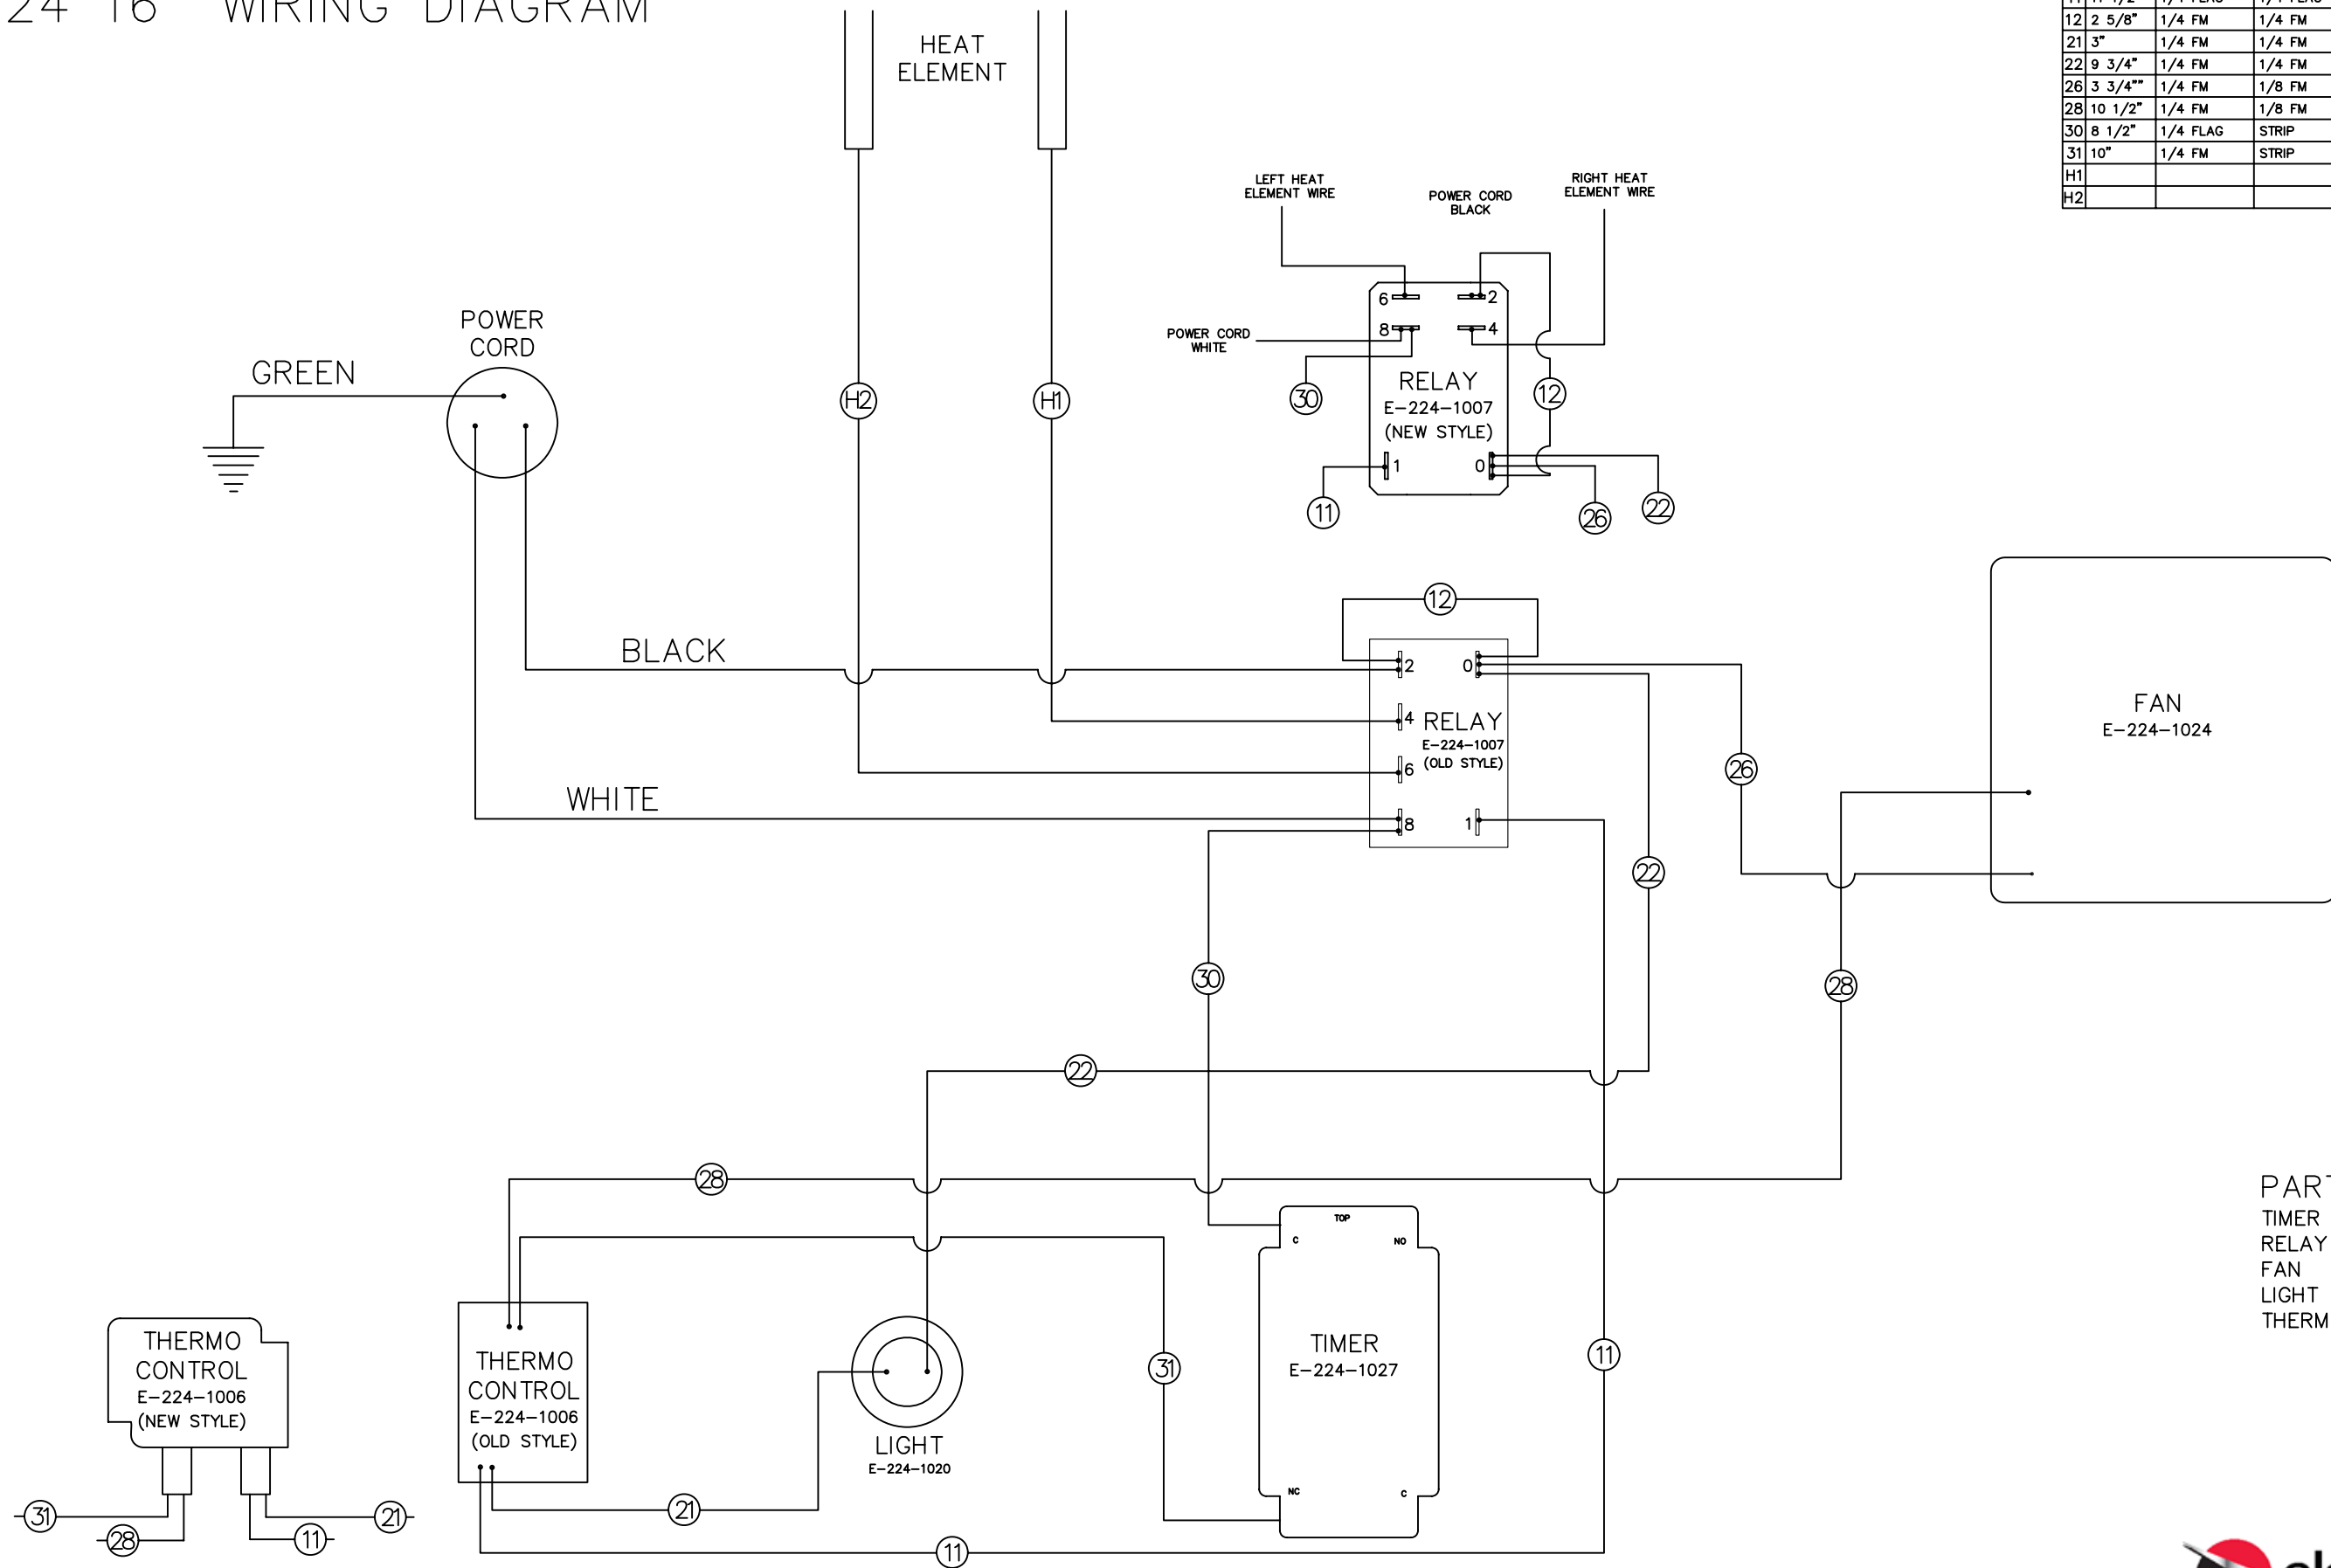 24 16 WIRING DIAGRAM
12 2 5/8" 1/4 FM 1/4 FM
21 3" 1/4 FM 1/4 FM
22 9 3/4" 1/4 FM 1/4 FM
26 3 3/4"" 1/4 FM 1/8 FM
28 10 1/2" 1/4 FM 1/8 FM
30 8 1/2" 1/4 FLAG STRIP
31 10" 1/4 FM STRIP
H1
H2
HEAT
ELEMENT
LEFT HEAT
ELEMENT WIRE
POWER CORD
BLACK
RIGHT HEAT
ELEMENT WIRE
6
2
8
4
POWER CORD
WHITE
30
RELAY
E-224-1007
(NEW STYLE)
12
1
0
11
26
22
POWER
CORD
GREEN
H2
H1
12
BLACK
2
0
4
RELAY
E-224-1007
(OLD STYLE)
6
WHITE
8
1
FAN
E-224-1024
26
22
30
28
22
28
TOP
C
NO
TIMER
E-224-1027
NC
C
31
11
THERMO
CONTROL
E-224-1006
(NEW STYLE)
31
28
11
21
THERMO
CONTROL
E-224-1006
(OLD STYLE)
LIGHT
E-224-1020
21
11
TIMER
RELAY
FAN
LIGHT